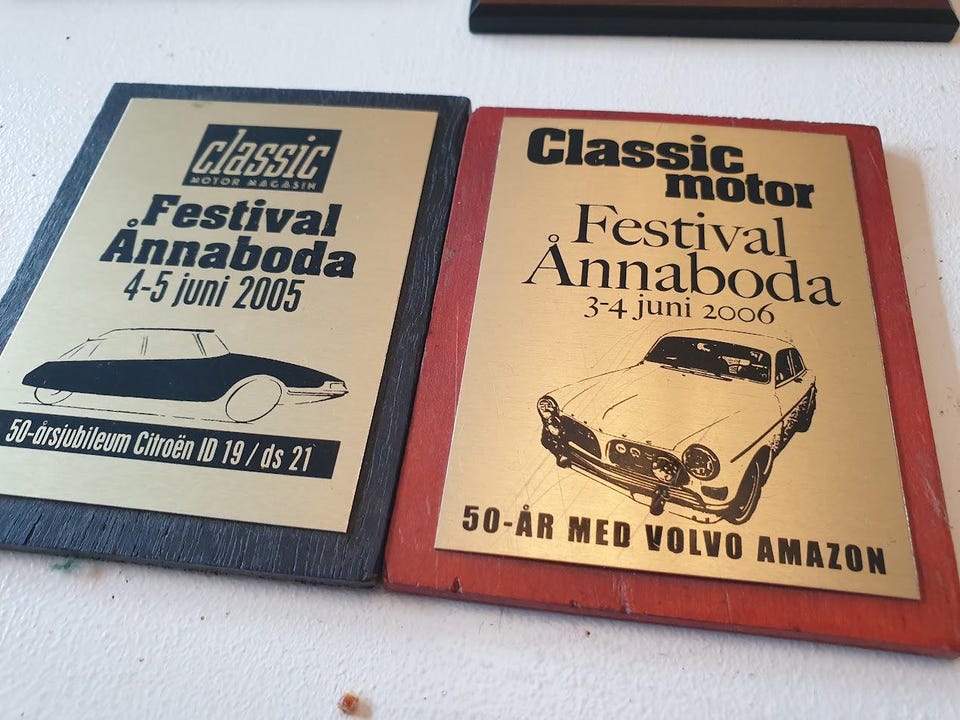 classic
MOTOR MAGASIN
Festival
Ånnaboda
4-5 juni 2005
50-årsjubileum Citroën ID 19 / ds 21
Classic
motor
Festival
Ånnaboda
3-4 juni 2006
50-ÅR MED VOLVO AMAZON